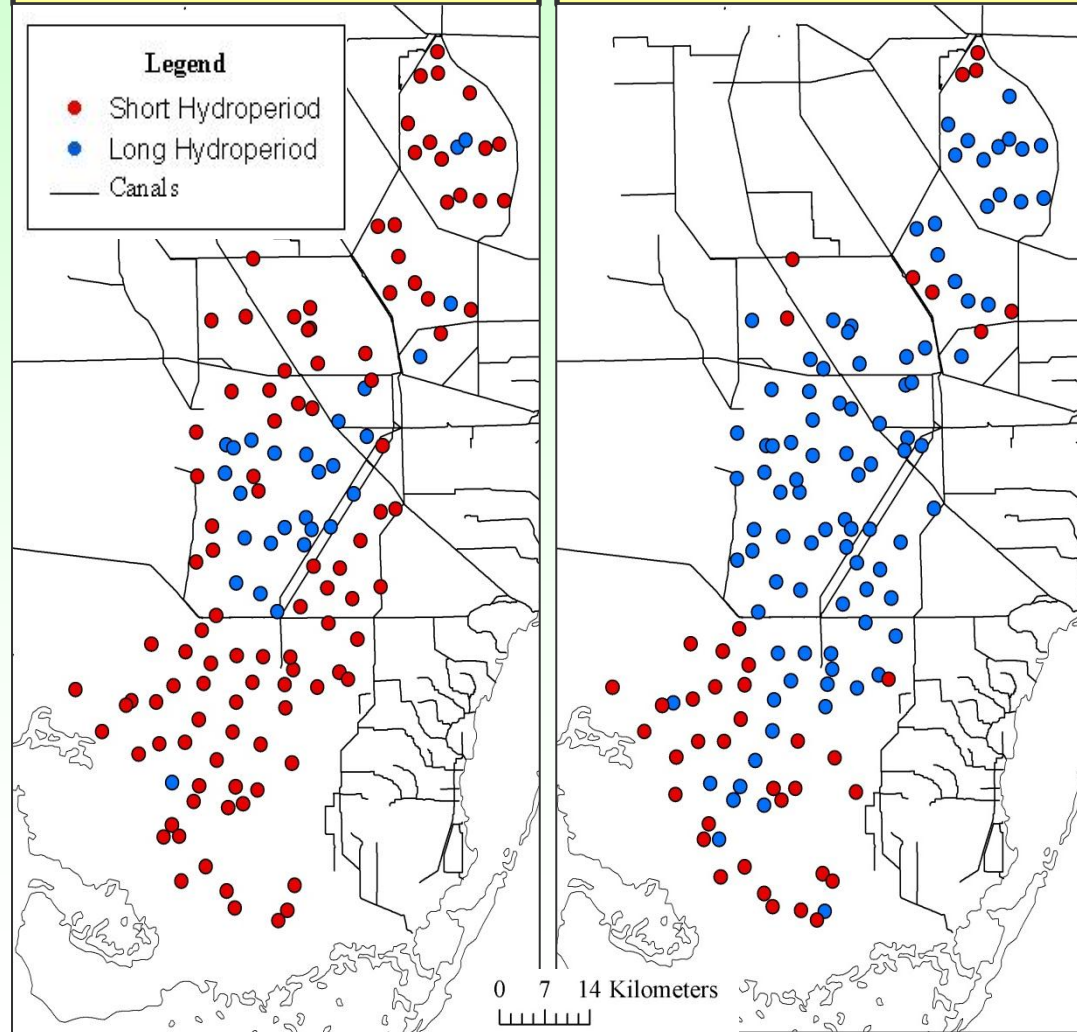 Legend
Short Hydroperiod
Long Hydroperiod
Canals
0 7 14 Kilometers